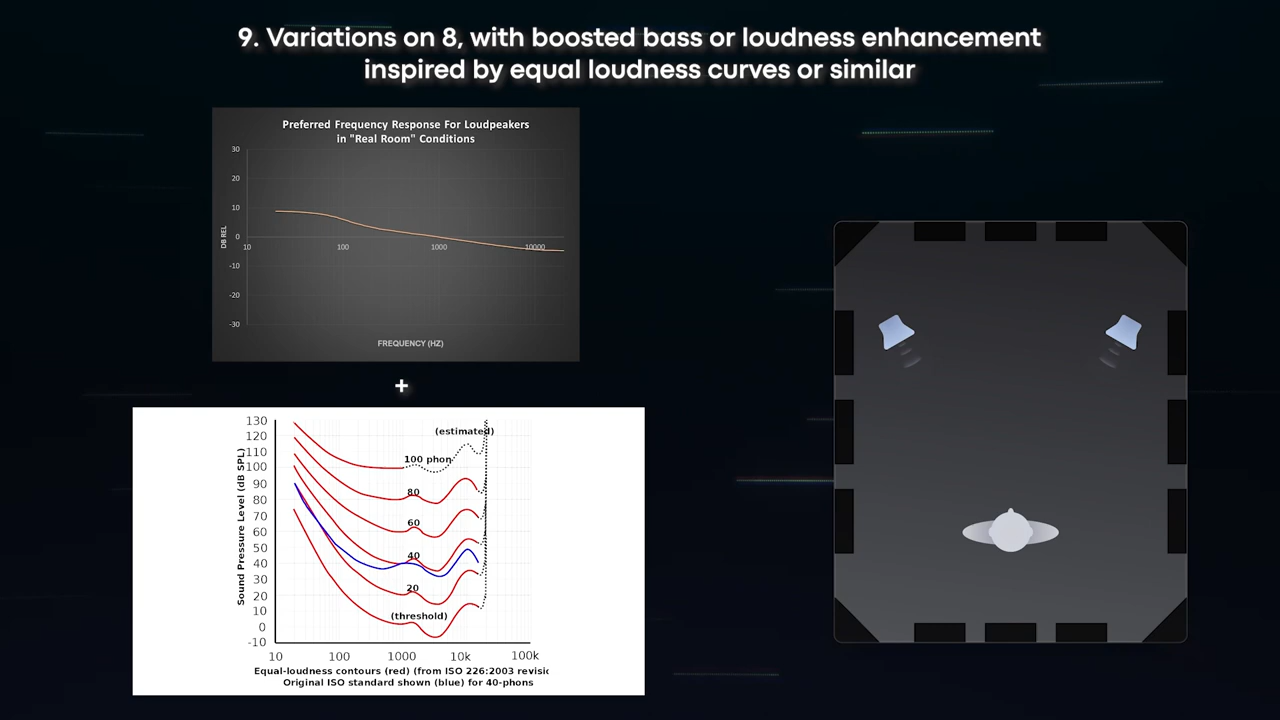 9. Variations on 8, with boosted bass or loudness enhancement
inspired by equal loudness curves or similar
Preferred Frequency Response For Loudpeakers
in "Real Room" Conditions
30
20
10
0
-10
-20
-30
DB REL
10
100
1000
10000
FREQUENCY (HZ)
+
130
120
110
100
90
80
70
60
50
40
30
20
10
0
-10
Sound Pressure Level (dB SPL)
(estimated)
100 phon
80
60
40
20
(threshold)
10
100
1000
10k
100k
Equal-loudness contours (red) (from ISO 226:2003 revisic
Original ISO standard shown (blue) for 40-phons